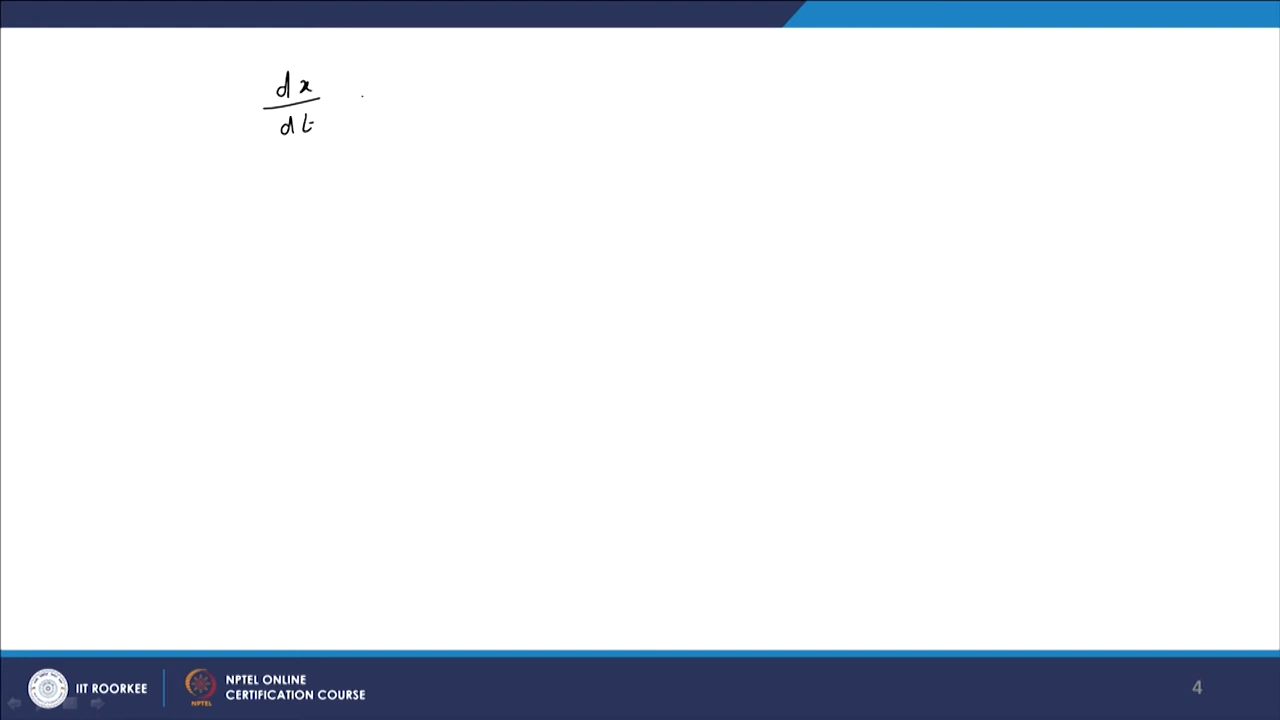 dx
dt
IIT ROORKEE
NPTEL ONLINE
CERTIFICATION COURSE
4